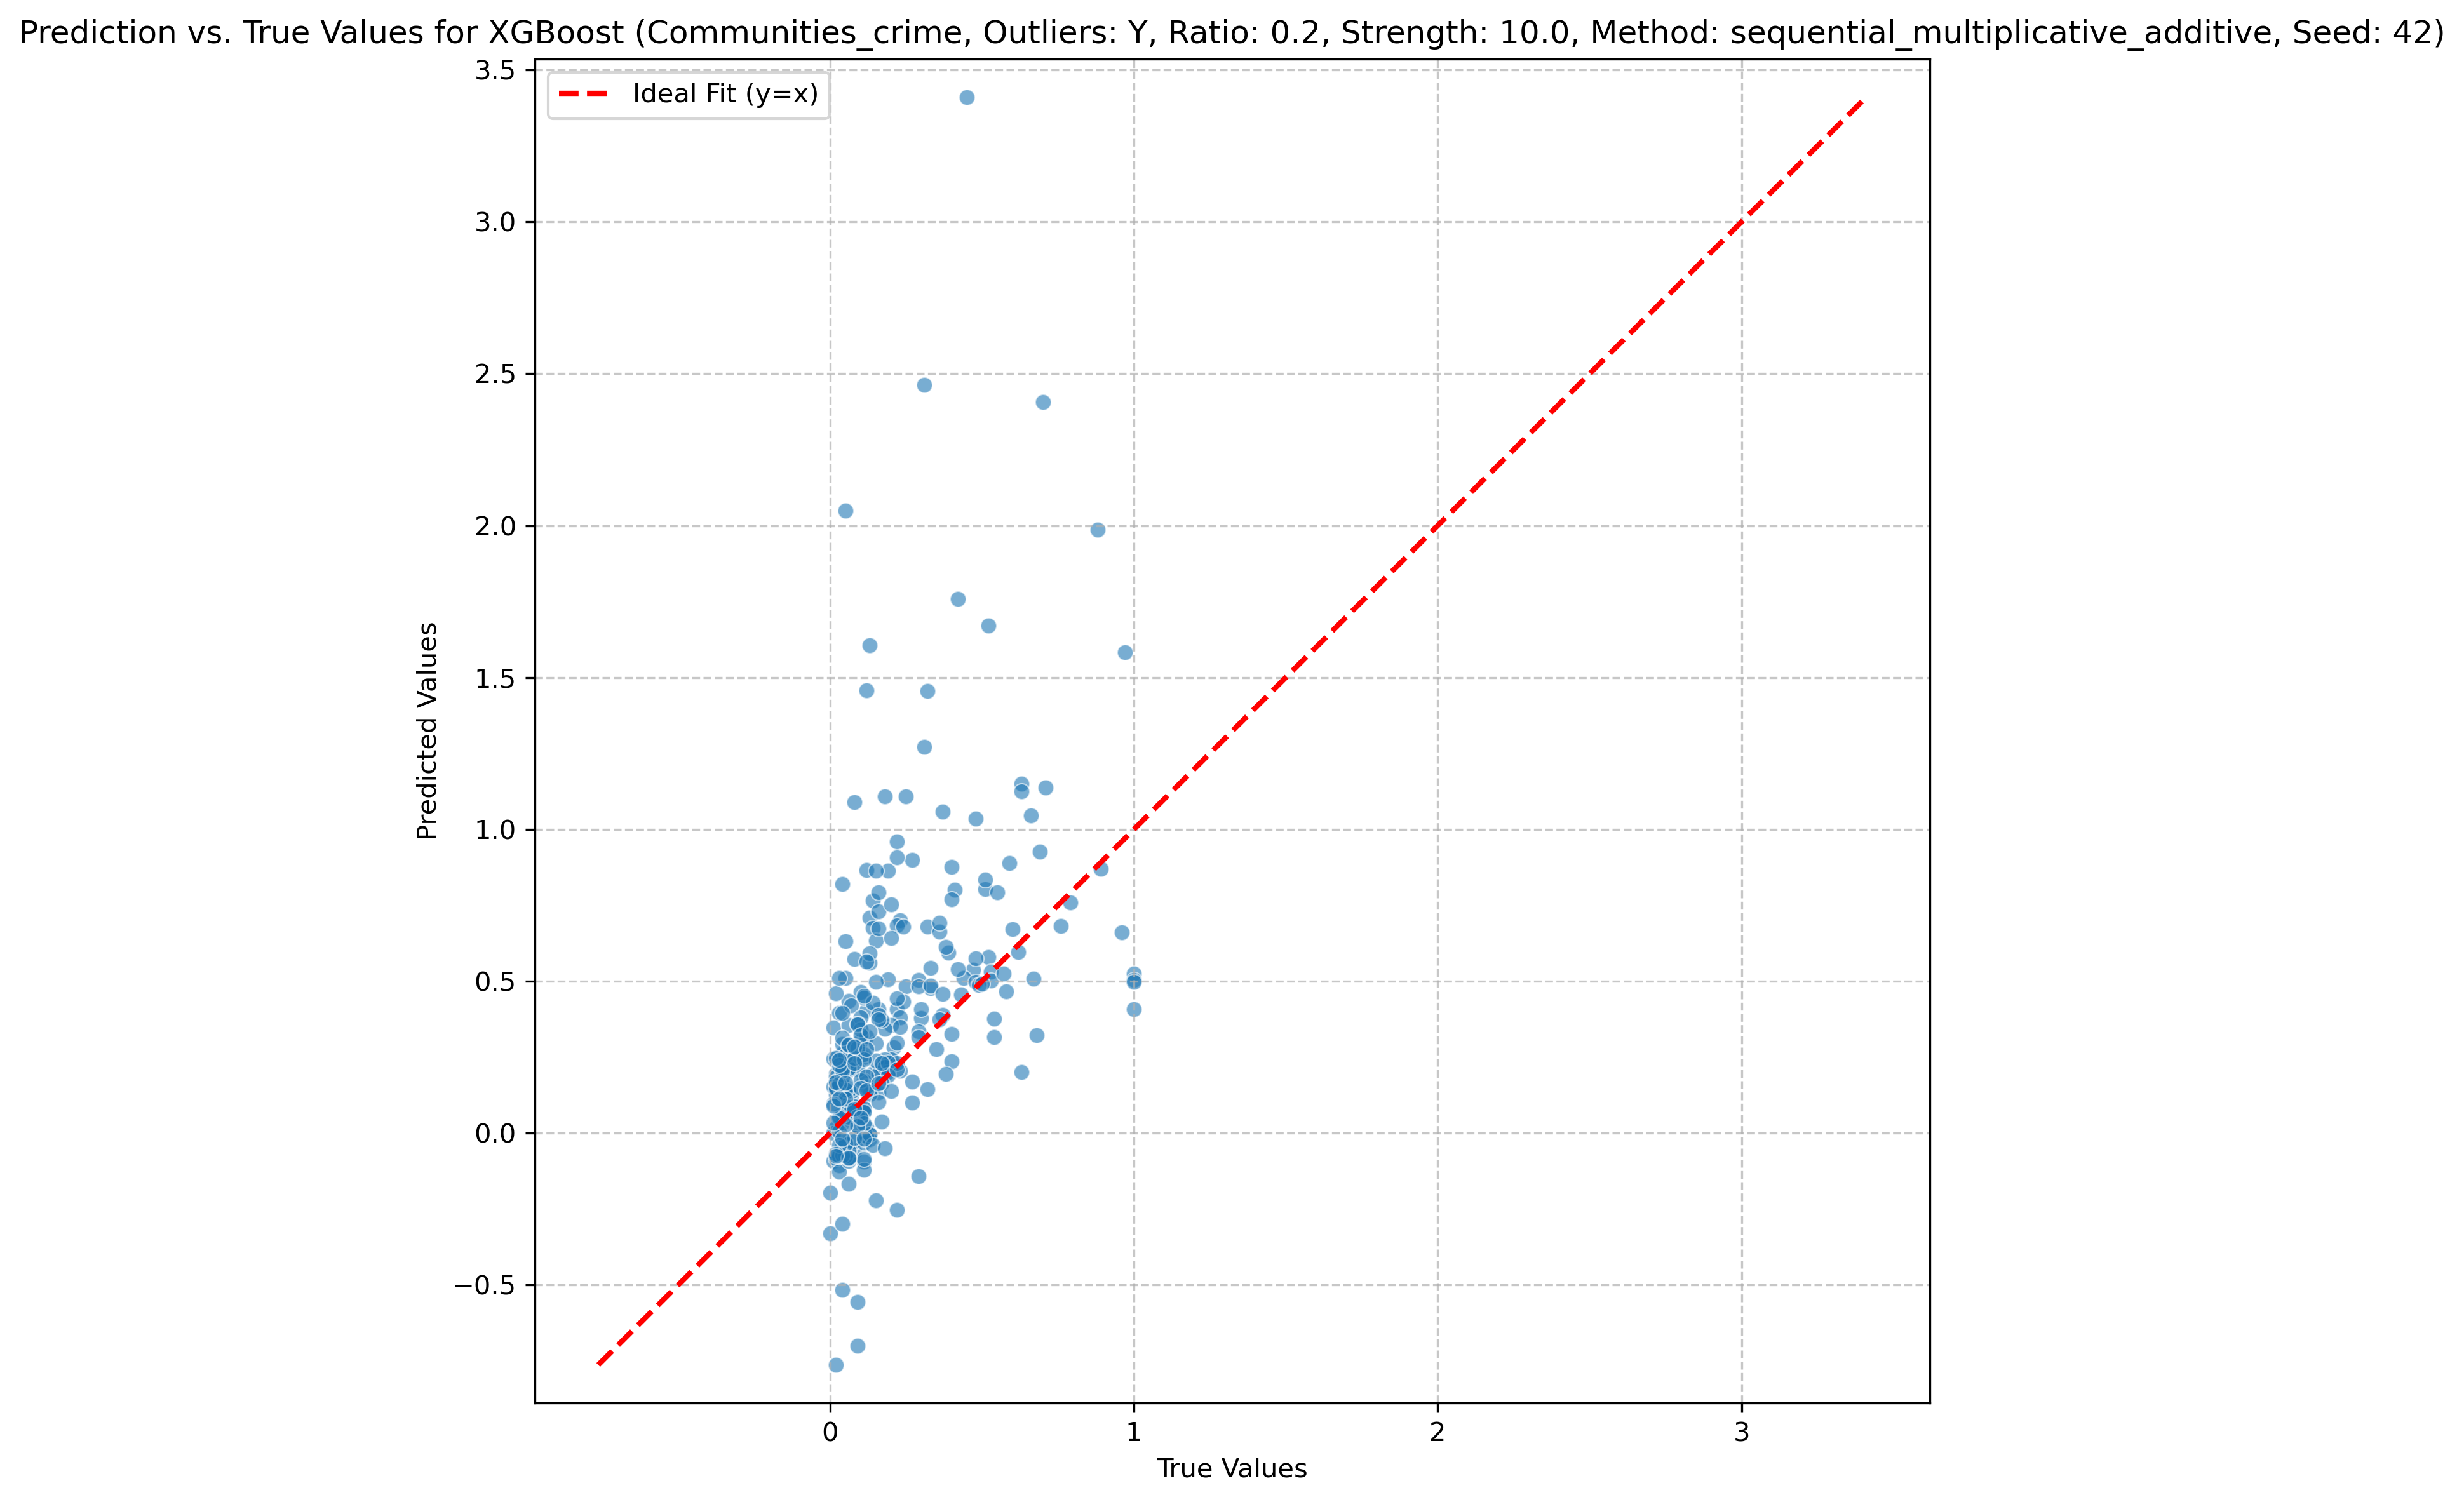 Prediction vs. True Values for XGBoost (Communities_crime, Outliers: Y, Ratio: 0.2, Strength: 10.0, Method: sequential_multiplicative_additive, Seed: 42)
Ideal Fit (y=x)
3.5
3.0
2.5
2.0
1.5
1.0
0.5
0.0
−0.5
Predicted Values
0 1 2 3
True Values